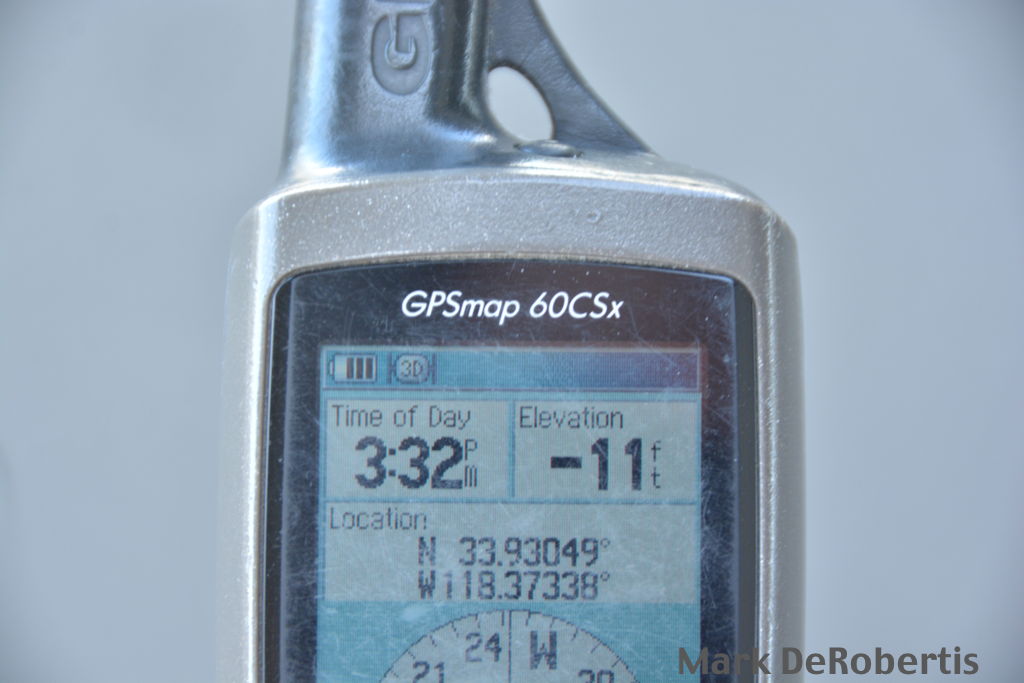 GPSmap 60CSx
3D
Time of Day
3:32 Pm
Elevation
-11 ft
Location
N 33.93049°
W118.37338°
24 W
21
Mark DeRobertis